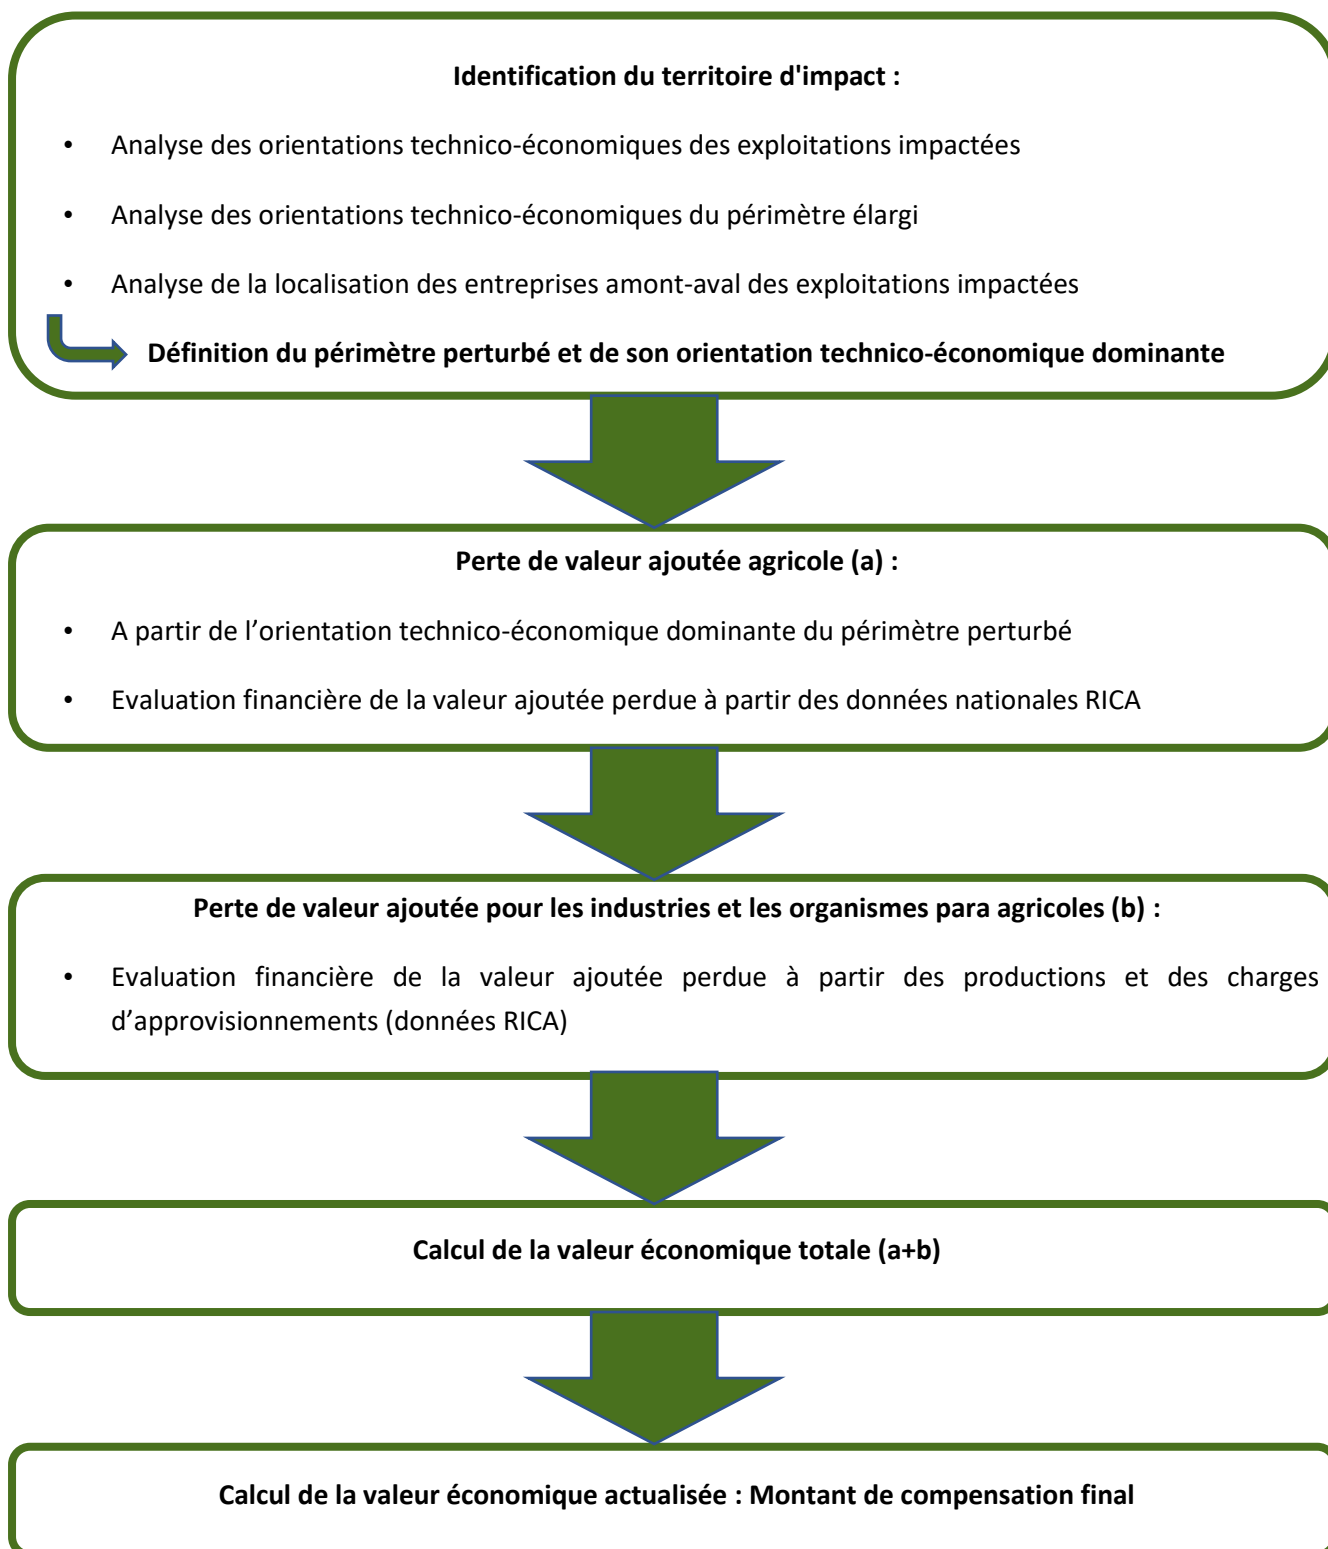 Identification du territoire d'impact :
• Analyse des orientations technico-économiques des exploitations impactées
• Analyse des orientations technico-économiques du périmètre élargi
• Analyse de la localisation des entreprises amont-aval des exploitations impactées
Définition du périmètre perturbé et de son orientation technico-économique dominante
Perte de valeur ajoutée agricole (a) :
• A partir de l’orientation technico-économique dominante du périmètre perturbé
• Evaluation financière de la valeur ajoutée perdue à partir des données nationales RICA
Perte de valeur ajoutée pour les industries et les organismes para agricoles (b) :
• Evaluation financière de la valeur ajoutée perdue à partir des productions et des charges
d’approvisionnements (données RICA)
Calcul de la valeur économique totale (a+b)
Calcul de la valeur économique actualisée : Montant de compensation final